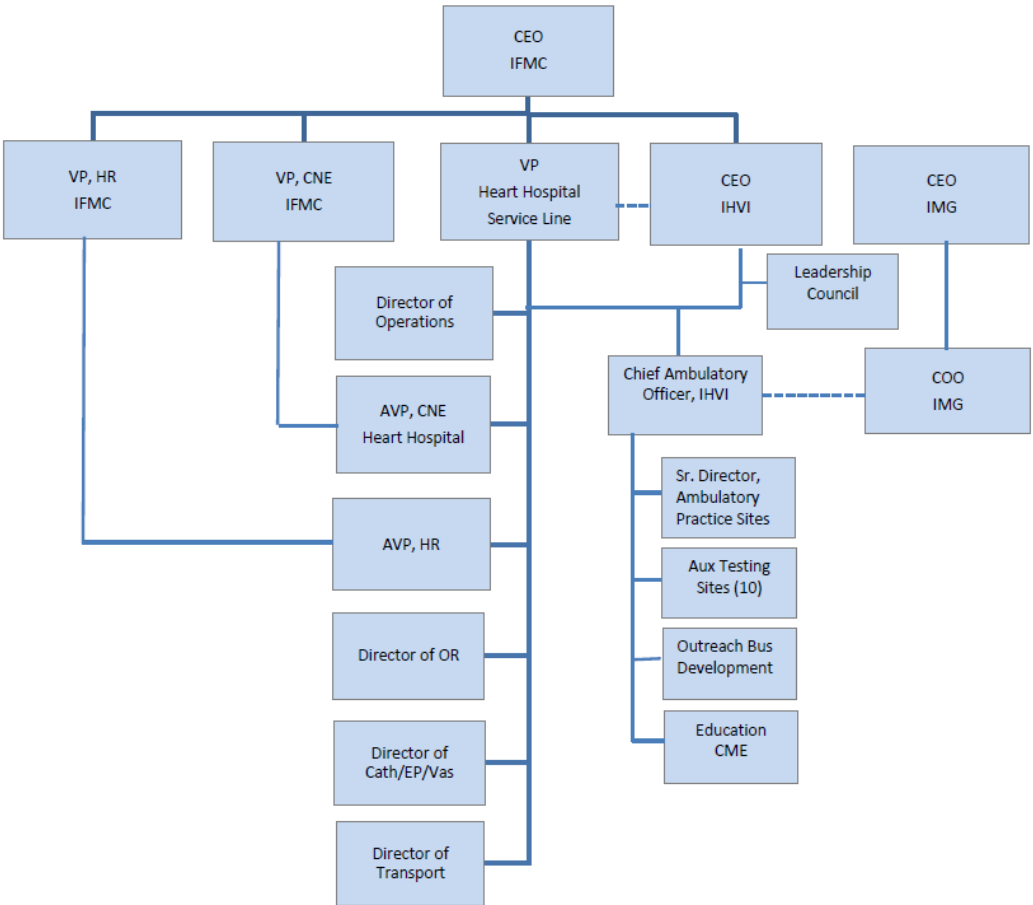 CEO
IFMC
VP, HR
IFMC
VP, CNE
IFMC
VP
Heart Hospital
Service Line
CEO
IHVI
CEO
IMG
Leadership
Council
Director of
Operations
Chief Ambulatory
Officer, IHVI
COO
IMG
AVP, CNE
Heart Hospital
Sr. Director,
Ambulatory
Practice Sites
AVP, HR
Aux Testing
Sites (10)
Director of OR
Outreach Bus
Development
Education
CME
Director of
Cath/EP/Vas
Director of
Transport